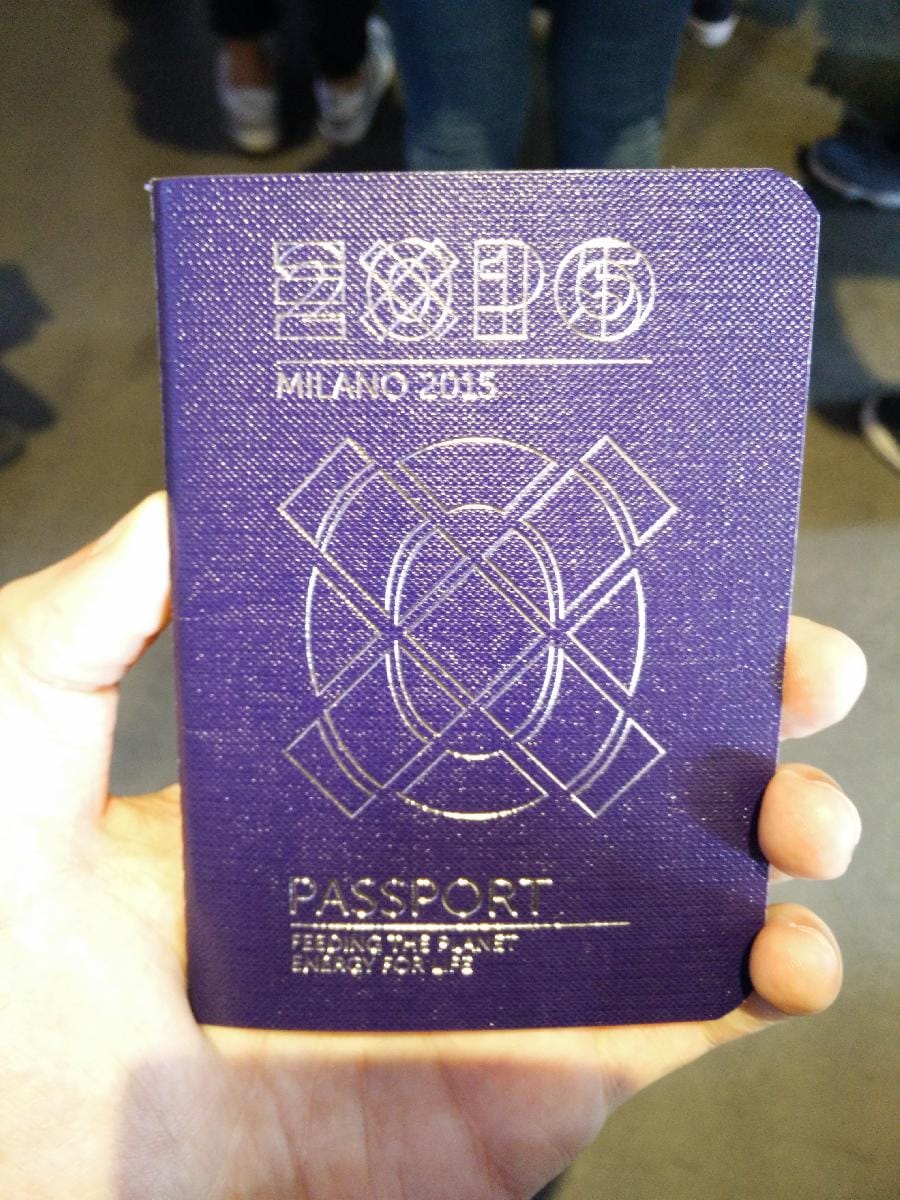 EXPO
MILANO 2015
PASSPORT
FEEDING THE PLANET
ENERGY FOR LIFE